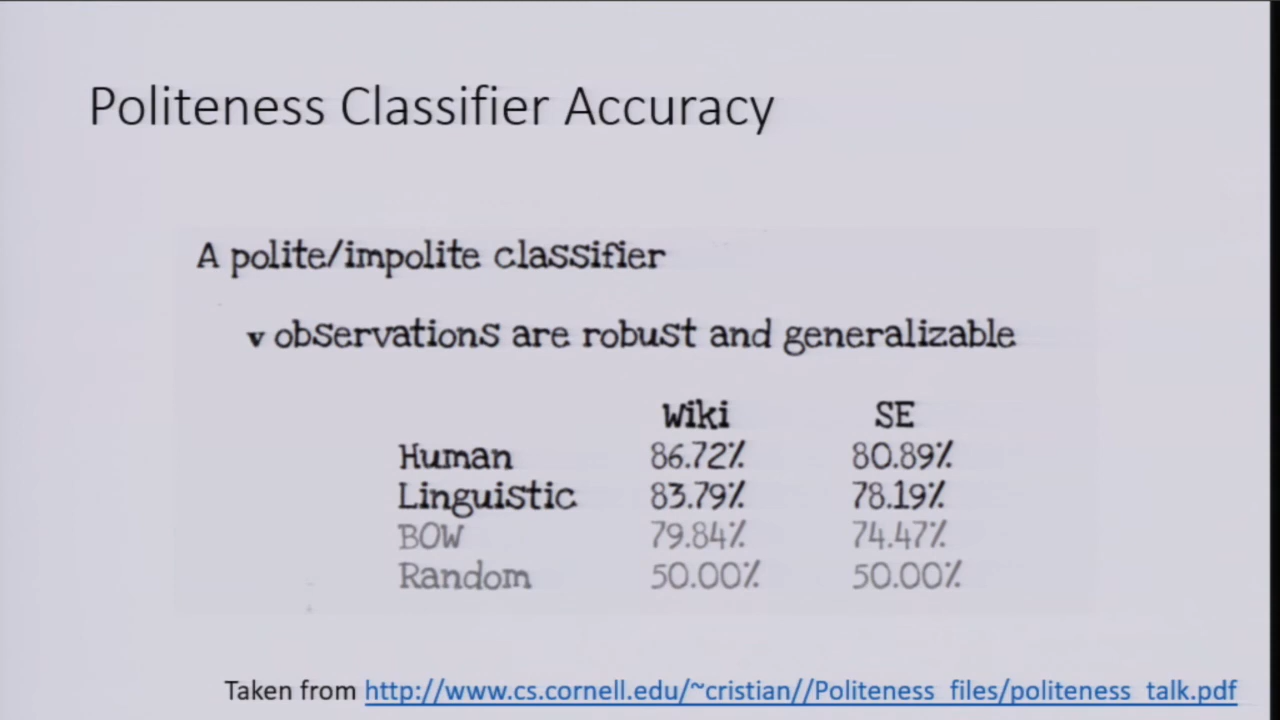 Politeness Classifier Accuracy
A polite/impolite classifier
v observations are robust and generalizable
Wiki SE
Human 86.72% 80.89%
Linguistic 83.79% 78.19%
BOW 79.84% 74.47%
Random 50.00% 50.00%
Taken from http://www.cs.cornell.edu/~cristian//Politeness_files/politeness_talk.pdf